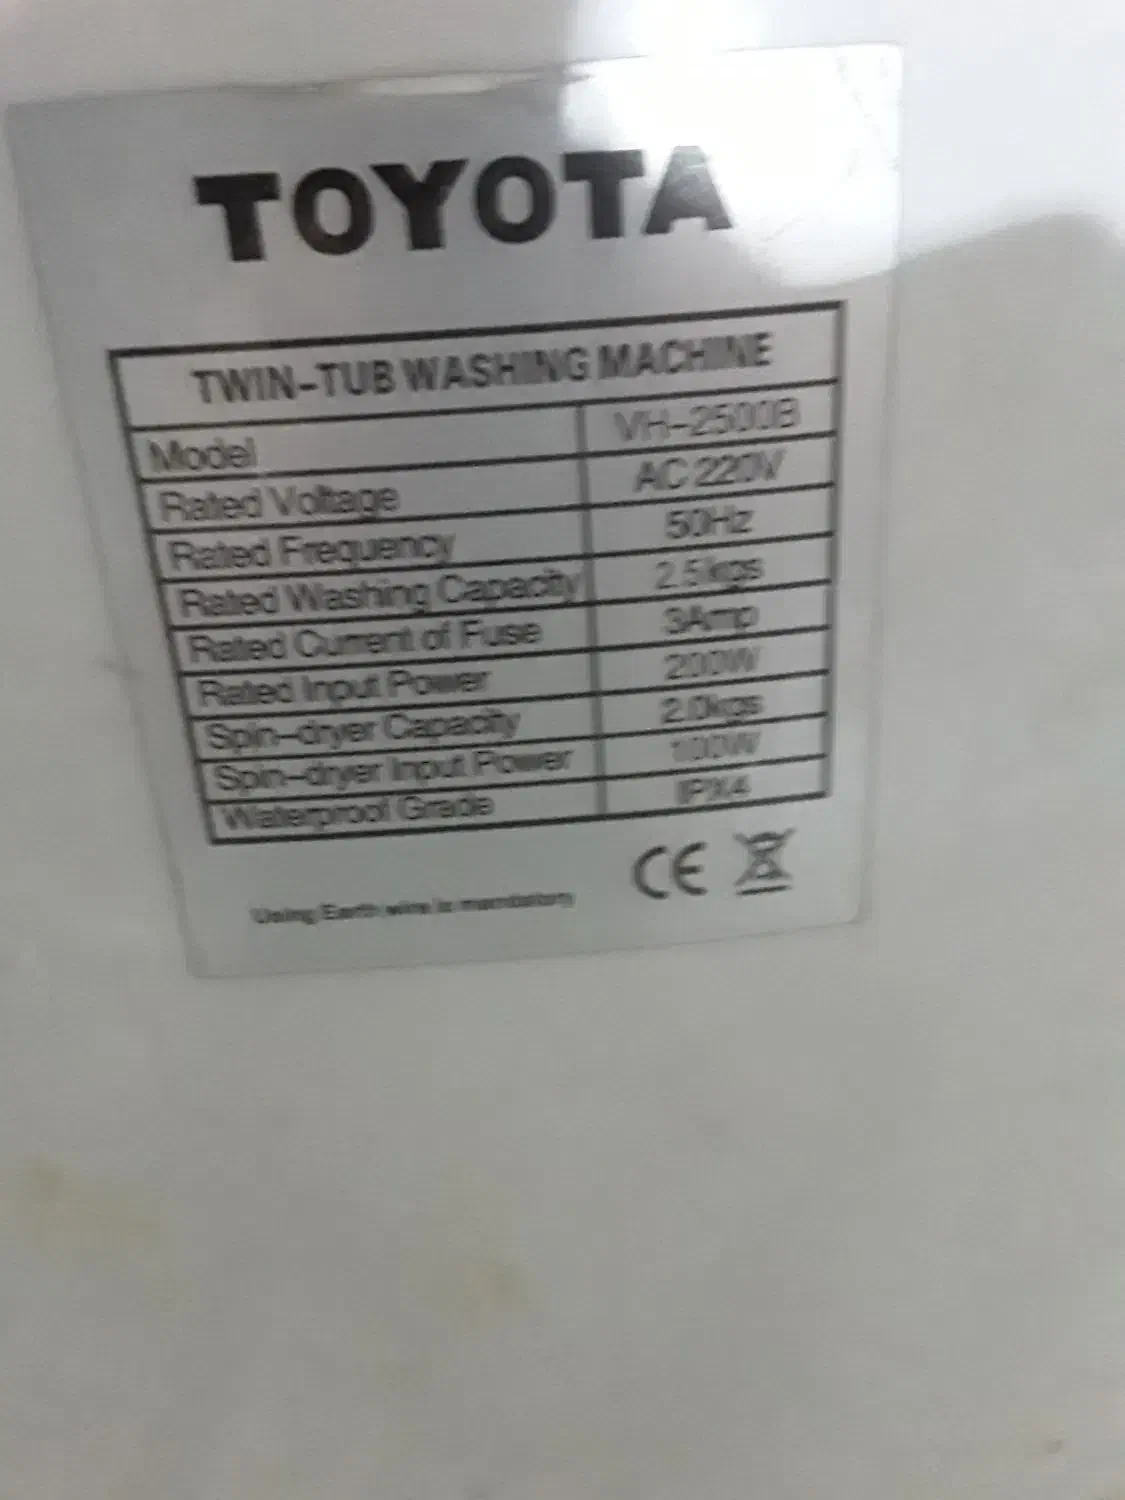 TOYOTA
TWIN-TUB WASHING MACHINE
Model VH-2500B
Rated Voltage AC 220V
Rated Frequency 50Hz
Rated Washing Capacity 2.5kgs
Rated Current of Fuse 3Amp
Rated Input Power 200W
Spin-dryer Capacity 2.0kgs
Spin-dryer Input Power 100W
Waterproof Grade IPX4
CE
Using Earth wire is mandatory